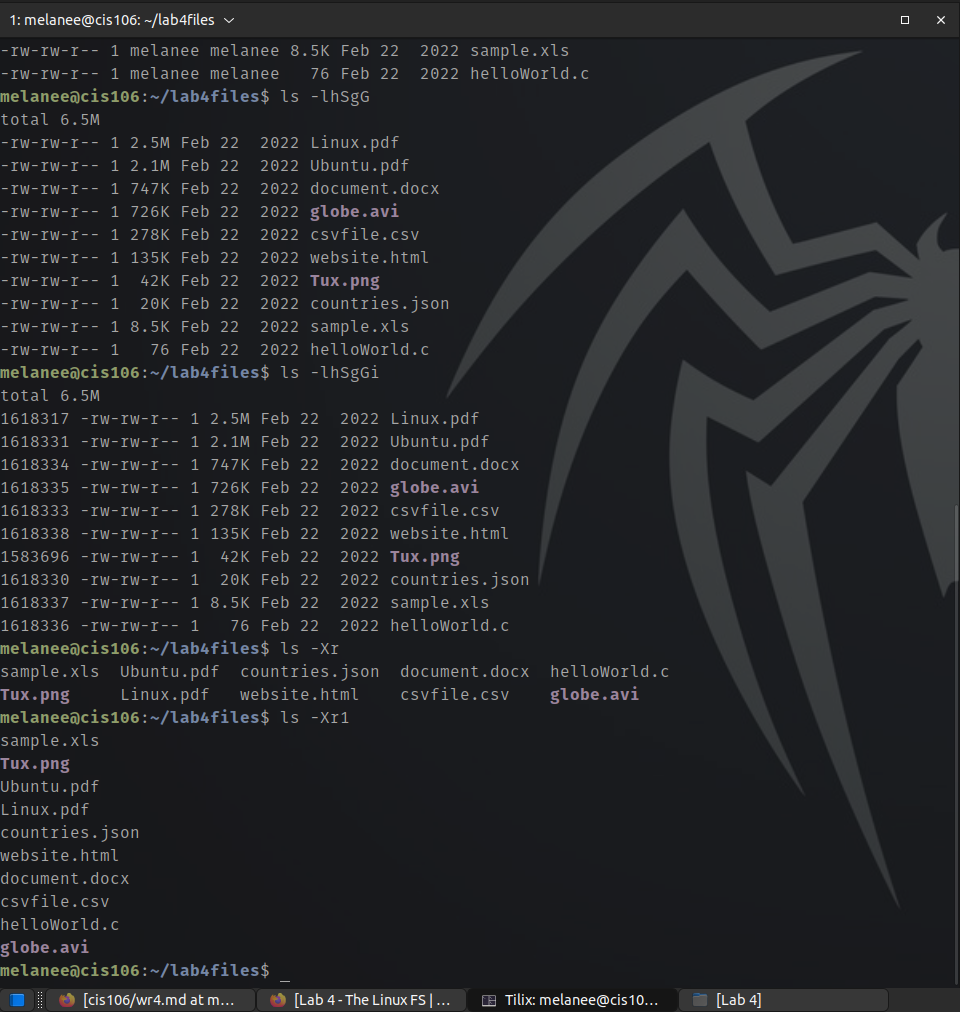 1: melanee@cis106: ~/lab4files
-rw-rw-r-- 1 melanee melanee 8.5K Feb 22  2022 sample.xls
-rw-rw-r-- 1 melanee melanee   76 Feb 22  2022 helloWorld.c
melanee@cis106:~/lab4files$ ls -lhSgG
total 6.5M
-rw-rw-r-- 1 2.5M Feb 22  2022 Linux.pdf
-rw-rw-r-- 1 2.1M Feb 22  2022 Ubuntu.pdf
-rw-rw-r-- 1 747K Feb 22  2022 document.docx
-rw-rw-r-- 1 726K Feb 22  2022 globe.avi
-rw-rw-r-- 1 278K Feb 22  2022 csvfile.csv
-rw-rw-r-- 1 135K Feb 22  2022 website.html
-rw-rw-r-- 1  42K Feb 22  2022 Tux.png
-rw-rw-r-- 1  20K Feb 22  2022 countries.json
-rw-rw-r-- 1 8.5K Feb 22  2022 sample.xls
-rw-rw-r-- 1   76 Feb 22  2022 helloWorld.c
melanee@cis106:~/lab4files$ ls -lhSgGi
total 6.5M
1618317 -rw-rw-r-- 1 2.5M Feb 22  2022 Linux.pdf
1618331 -rw-rw-r-- 1 2.1M Feb 22  2022 Ubuntu.pdf
1618334 -rw-rw-r-- 1 747K Feb 22  2022 document.docx
1618335 -rw-rw-r-- 1 726K Feb 22  2022 globe.avi
1618333 -rw-rw-r-- 1 278K Feb 22  2022 csvfile.csv
1618338 -rw-rw-r-- 1 135K Feb 22  2022 website.html
1583696 -rw-rw-r-- 1  42K Feb 22  2022 Tux.png
1618330 -rw-rw-r-- 1  20K Feb 22  2022 countries.json
1618337 -rw-rw-r-- 1 8.5K Feb 22  2022 sample.xls
1618336 -rw-rw-r-- 1   76 Feb 22  2022 helloWorld.c
melanee@cis106:~/lab4files$ ls -Xr
sample.xls  Ubuntu.pdf  countries.json  document.docx  helloWorld.c
Tux.png     Linux.pdf   website.html    csvfile.csv    globe.avi
melanee@cis106:~/lab4files$ ls -Xr1
sample.xls
Tux.png
Ubuntu.pdf
Linux.pdf
countries.json
website.html
document.docx
csvfile.csv
helloWorld.c
globe.avi
melanee@cis106:~/lab4files$ _
[cis106/wr4.md at m... [Lab 4 - The Linux FS | ... Tilix: melanee@cis10... [Lab 4]